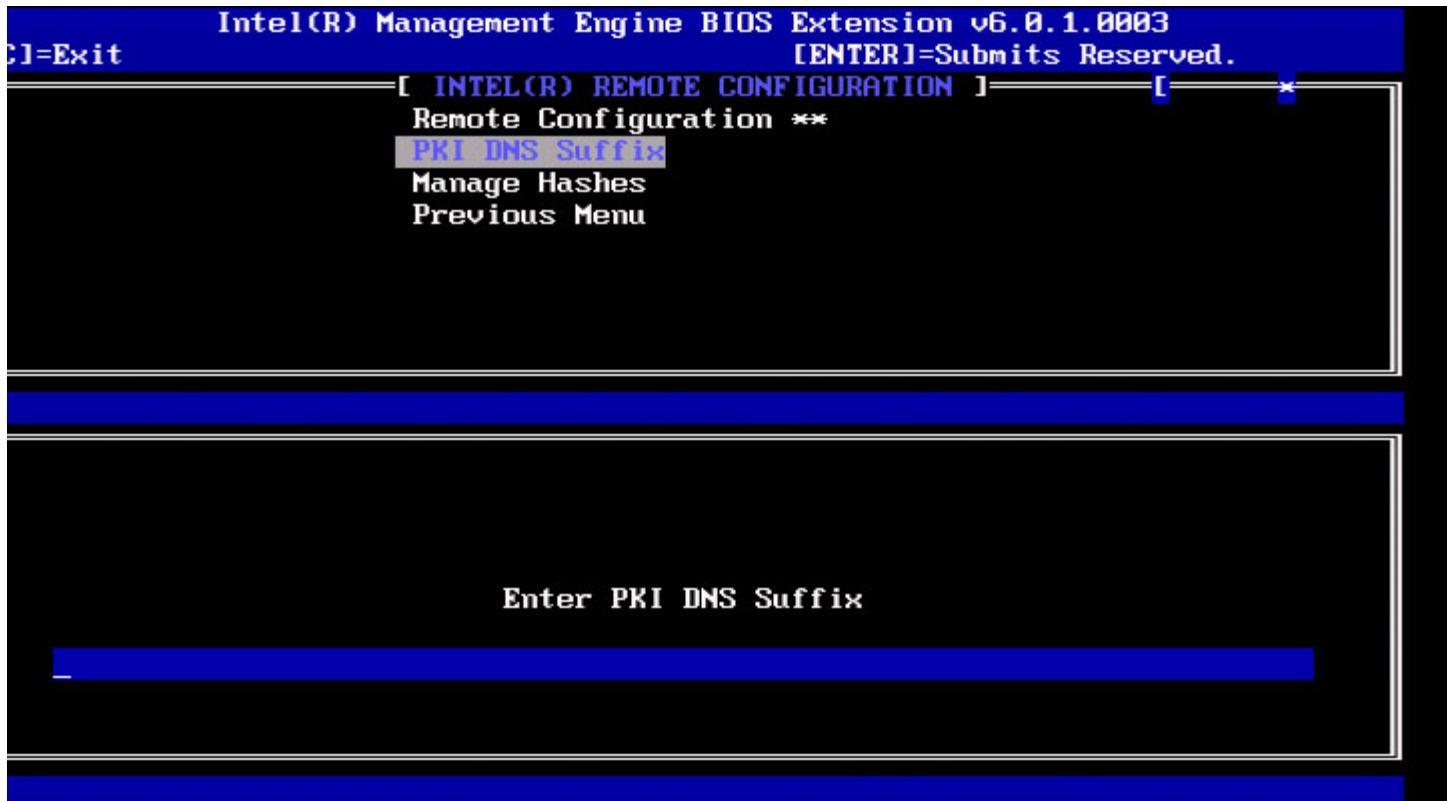 Intel(R) Management Engine BIOS Extension v6.0.1.0003
C]=Exit [ENTER]=Submits Reserved.
[ INTEL(R) REMOTE CONFIGURATION ] [ *
Remote Configuration **
PKI DNS Suffix
Manage Hashes
Previous Menu
Enter PKI DNS Suffix
_